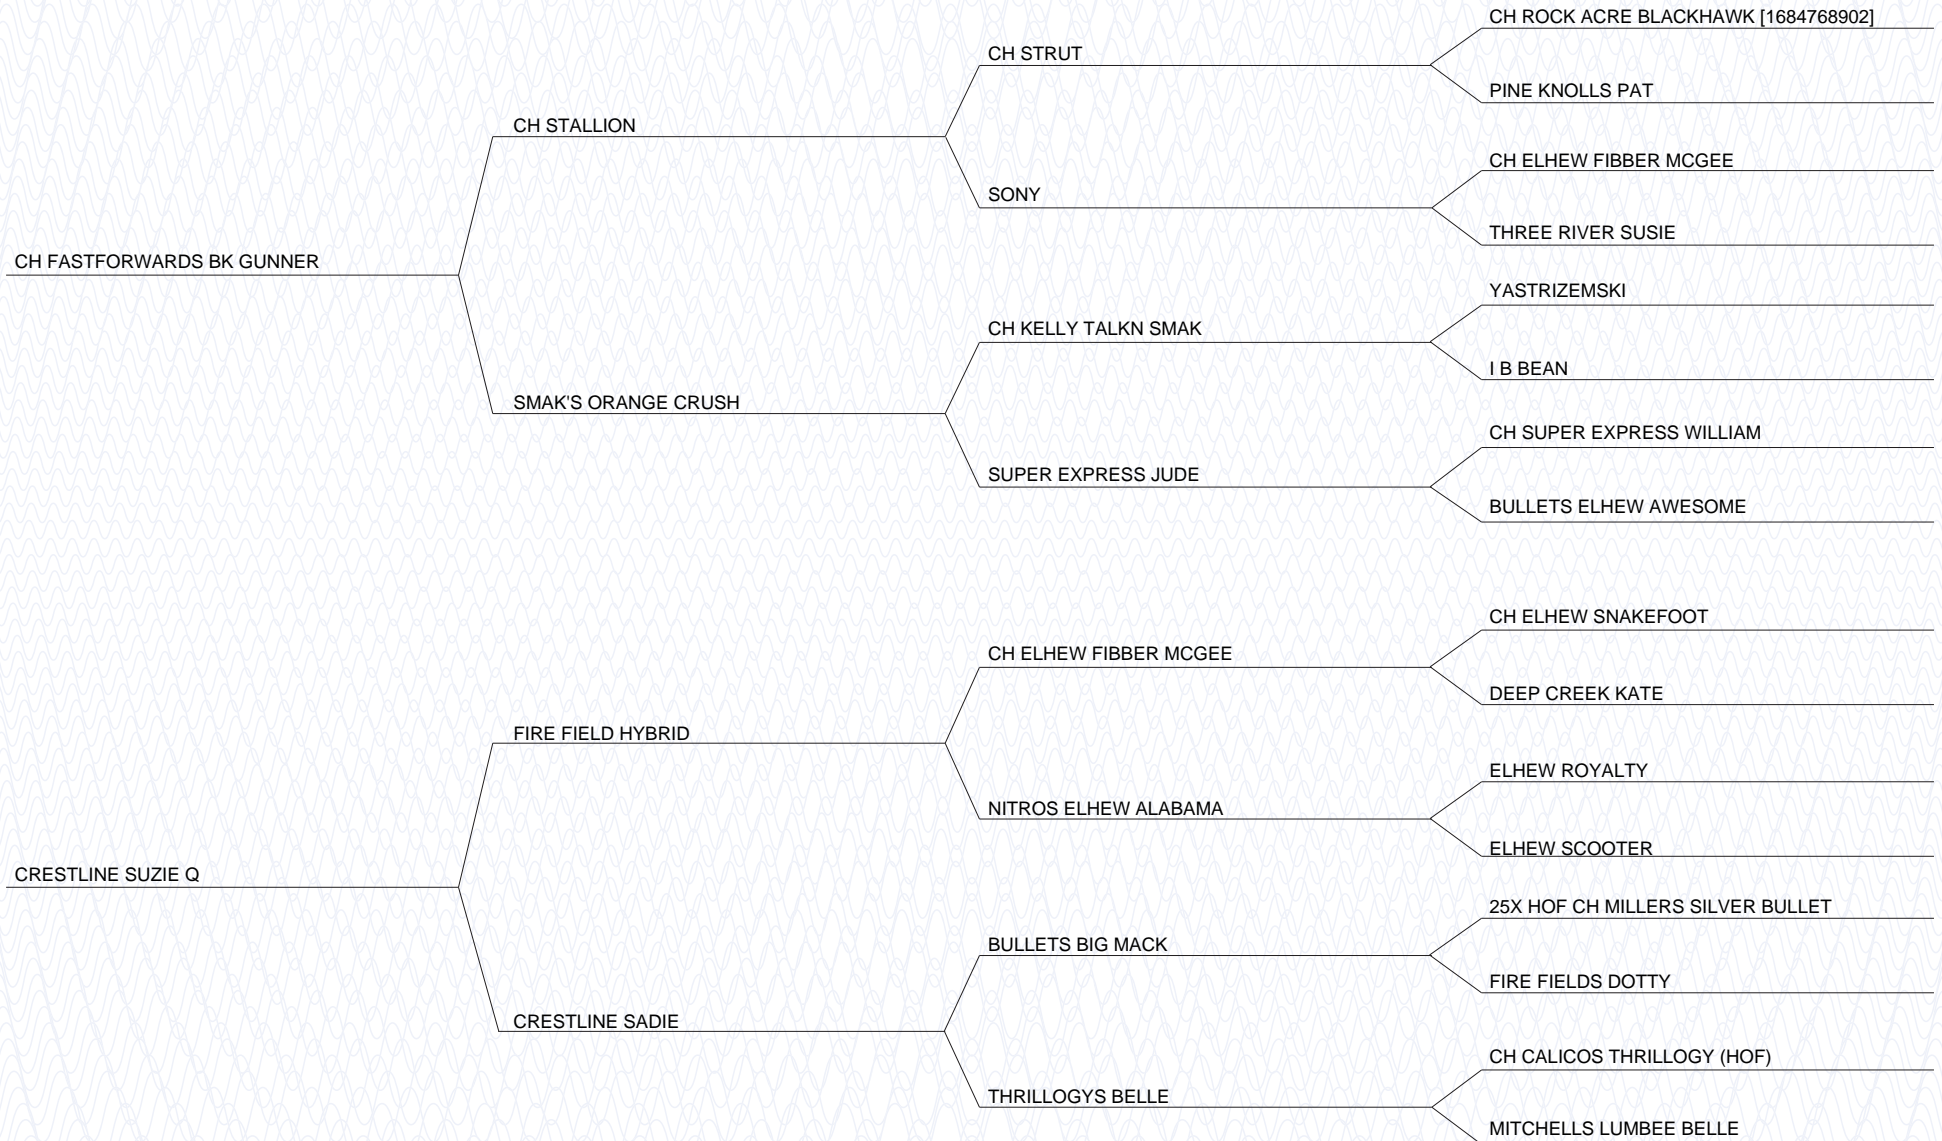 CH ROCK ACRE BLACKHAWK [1684768902]
CH STRUT
PINE KNOLLS PAT
CH STALLION
CH ELHEW FIBBER MCGEE
SONY
THREE RIVER SUSIE
CH FASTFORWARDS BK GUNNER
YASTRIZEMSKI
CH KELLY TALKN SMAK
I B BEAN
SMAK'S ORANGE CRUSH
CH SUPER EXPRESS WILLIAM
SUPER EXPRESS JUDE
BULLETS ELHEW AWESOME
CH ELHEW SNAKEFOOT
CH ELHEW FIBBER MCGEE
DEEP CREEK KATE
FIRE FIELD HYBRID
ELHEW ROYALTY
NITROS ELHEW ALABAMA
ELHEW SCOOTER
CRESTLINE SUZIE Q
25X HOF CH MILLERS SILVER BULLET
BULLETS BIG MACK
FIRE FIELDS DOTTY
CRESTLINE SADIE
CH CALICOS THRILLOGY (HOF)
THRILLOGYS BELLE
MITCHELLS LUMBEE BELLE